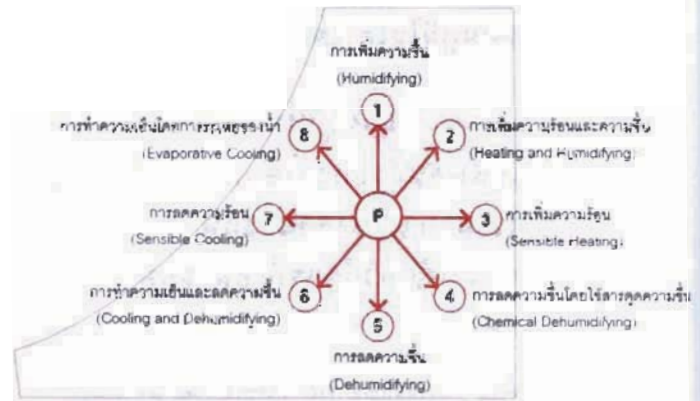 การเพิ่มความชื้น
(Humidifying)
1
การทำความเย็นโดยการระเหยของน้ำ
(Evaporative Cooling)
8
2
การเพิ่มความร้อนและความชื้น
(Heating and Humidifying)
การลดความร้อน
(Sensible Cooling)
7
P
3
การเพิ่มความร้อน
(Sensible Heating)
การทำความเย็นและลดความชื้น
(Cooling and Dehumidifying)
6
4
การลดความชื้นโดยใช้สารดูดความชื้น
(Chemical Dehumidifying)
5
การลดความชื้น
(Dehumidifying)